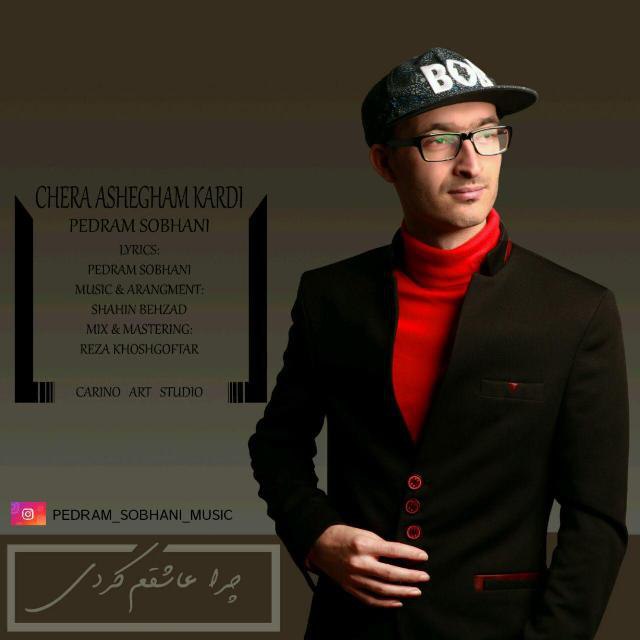 BOY
CHERA ASHEGHAM KARDI
PEDRAM SOBHANI
LYRICS:
PEDRAM SOBHANI
MUSIC & ARANGMENT:
SHAHIN BEHZAD
MIX & MASTERING:
REZA KHOSHGOFTAR
CARINO ART STUDIO
PEDRAM_SOBHANI_MUSIC
چرا عاشقم کردی